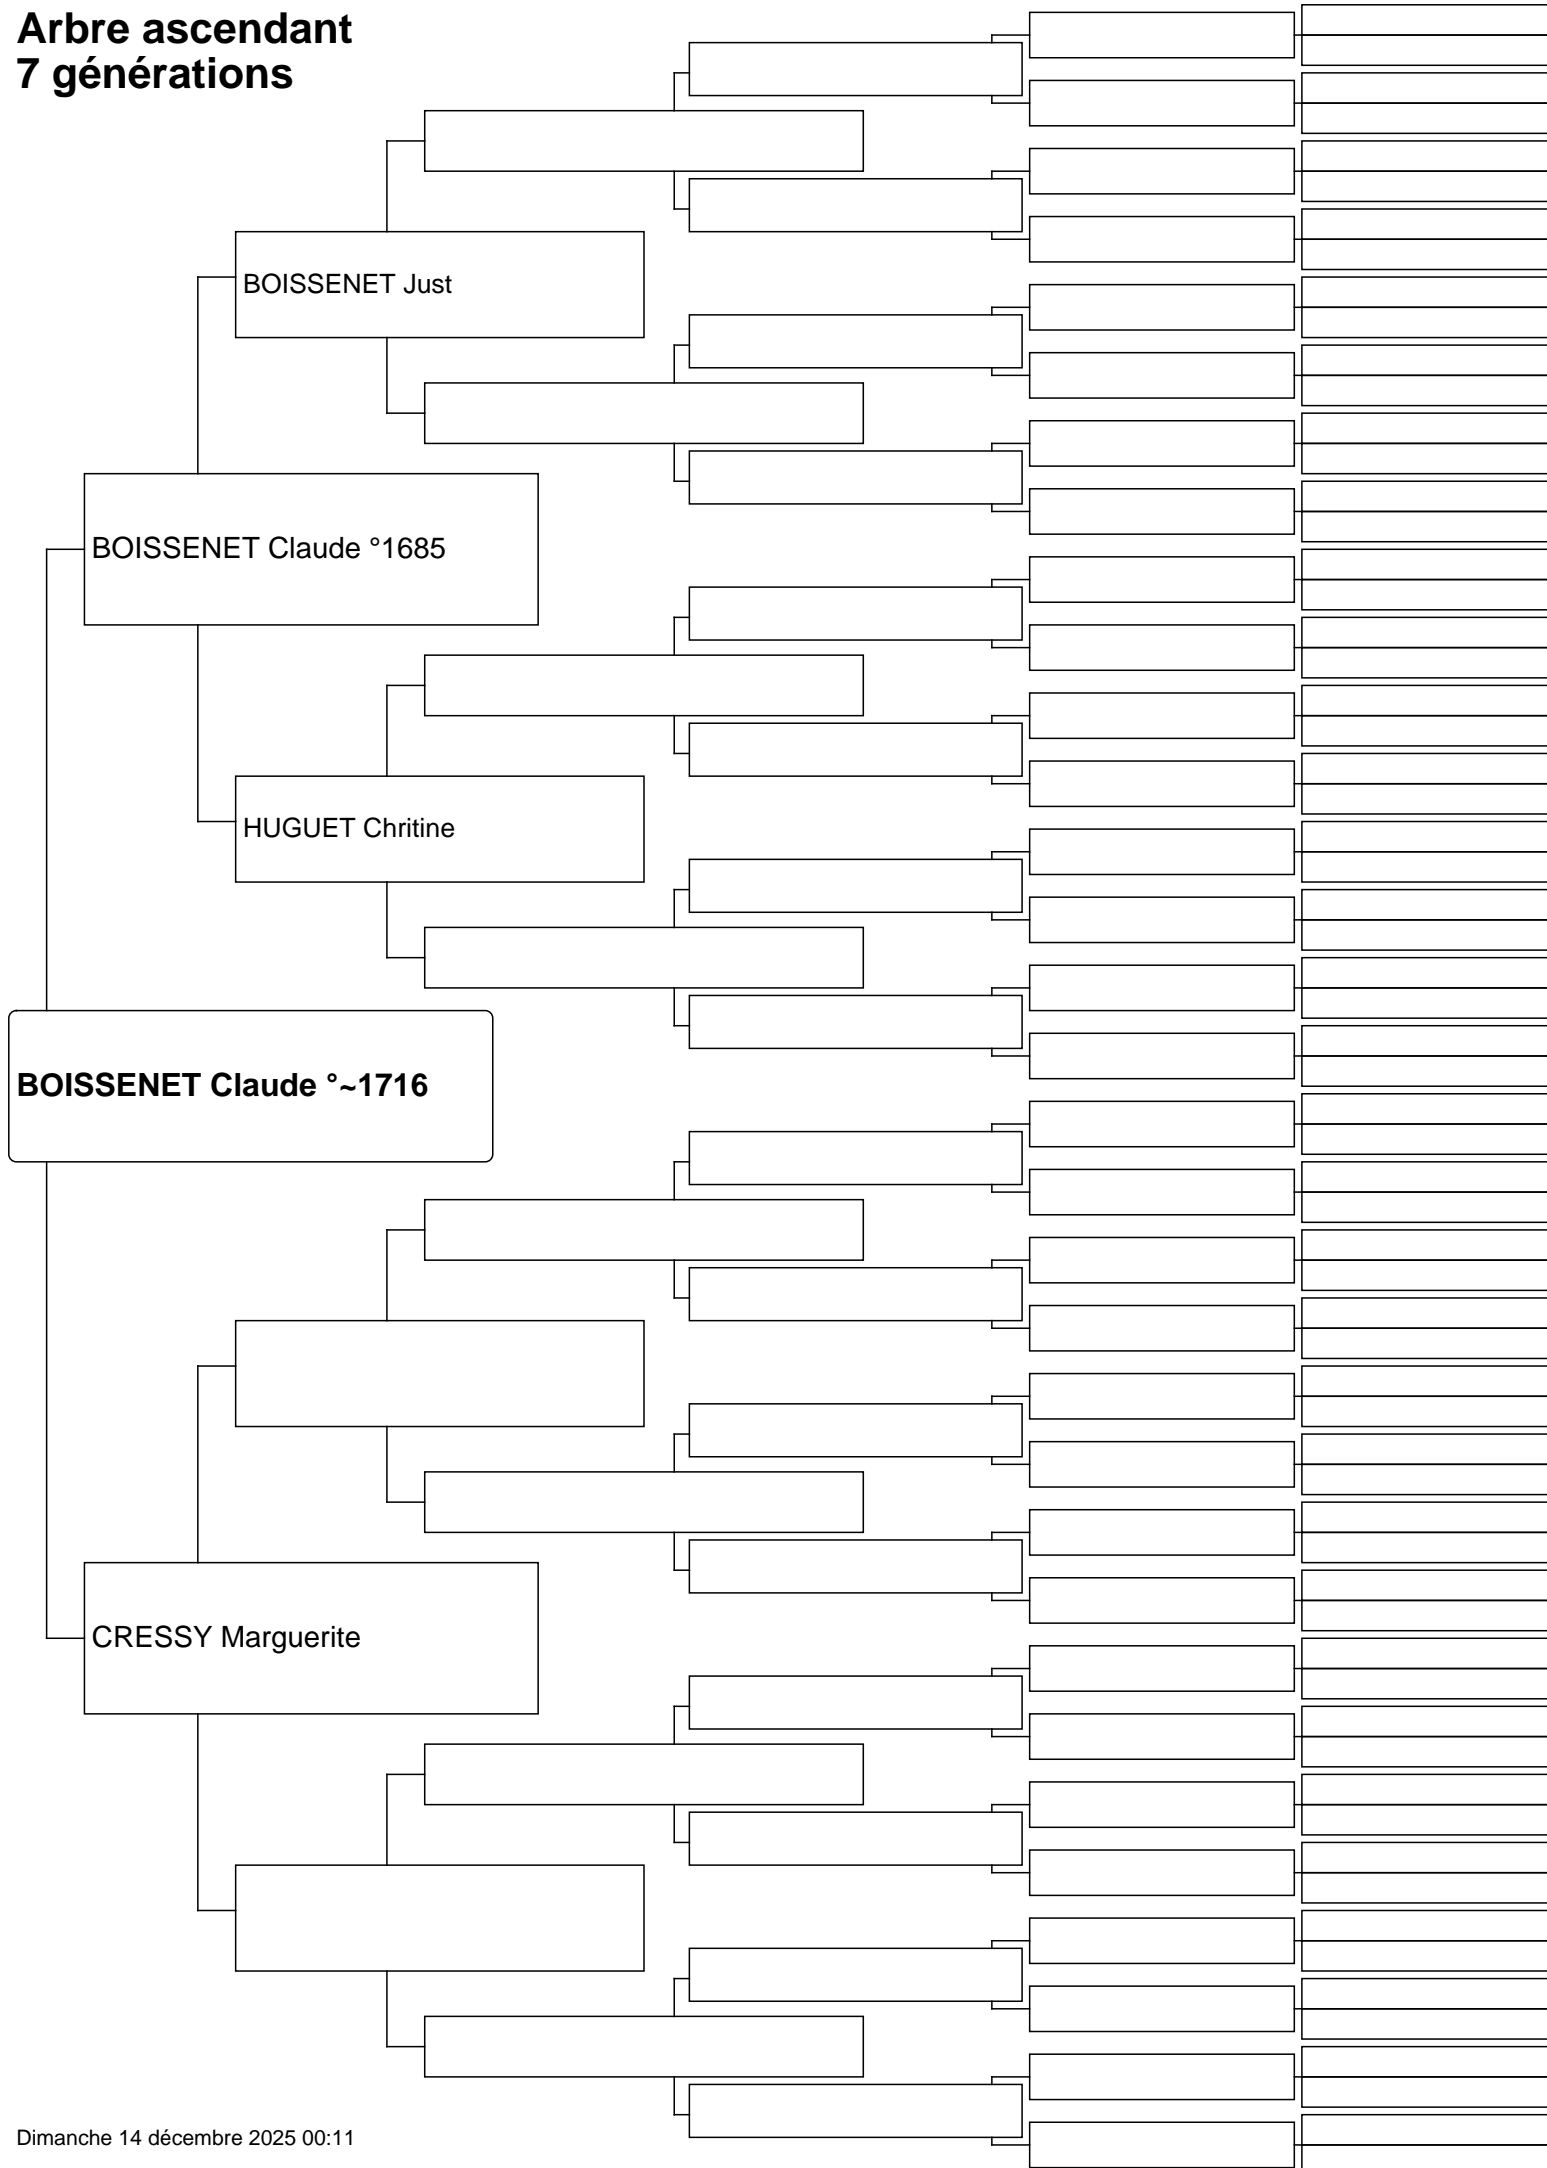 Arbre ascendant
7 générations
BOISSENET Just
BOISSENET Claude °1685
HUGUET Chritine
BOISSENET Claude °~1716
CRESSY Marguerite
Dimanche 14 décembre 2025 00:11